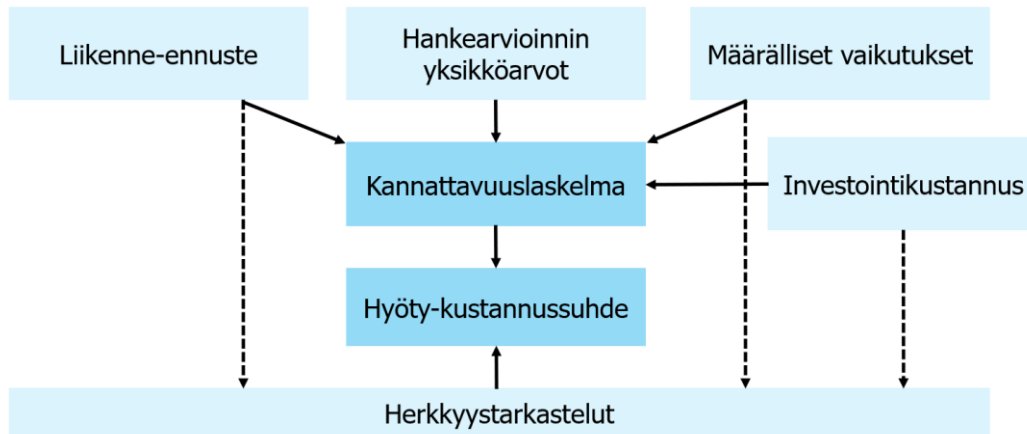 Liikenne-ennuste
Hankearvioinnin
yksikköarvot
Määrälliset vaikutukset
Kannattavuuslaskelma
Investointikustannus
Hyöty-kustannussuhde
Herkkyystarkastelut